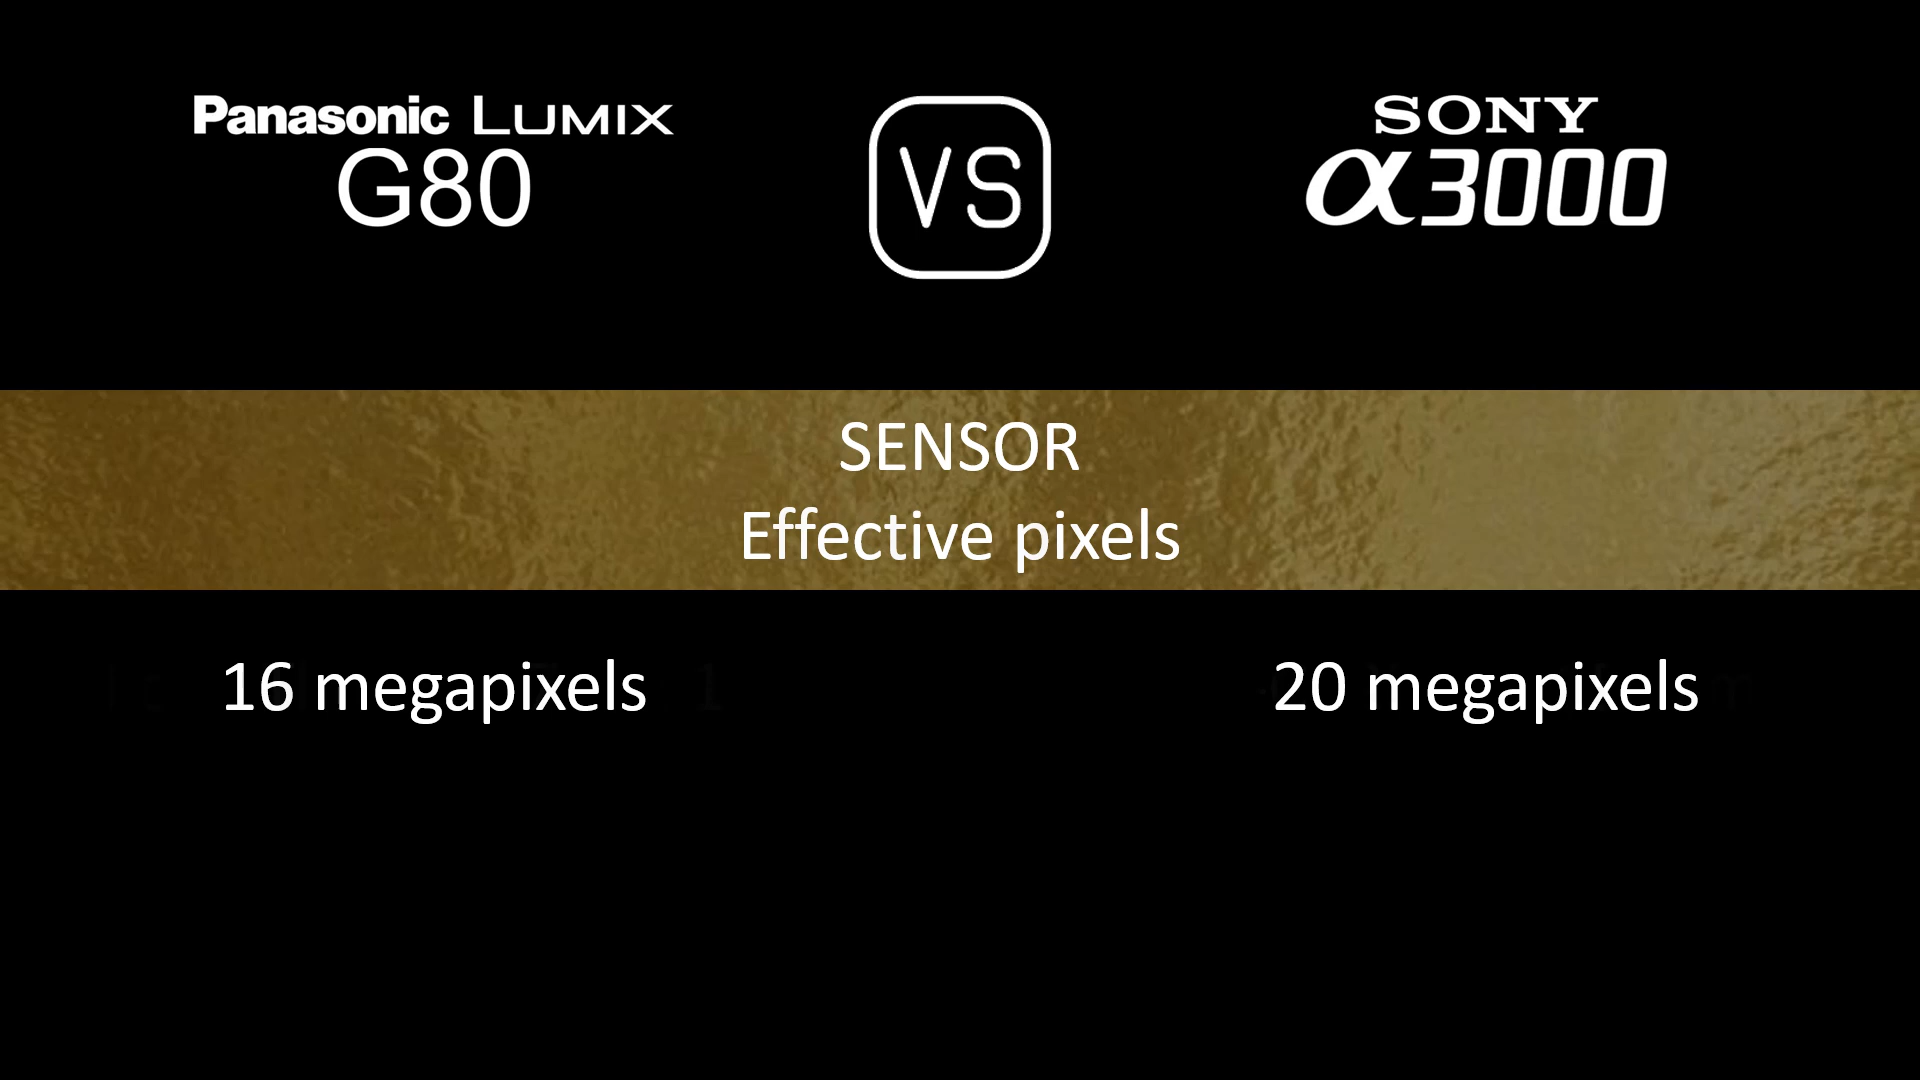 Panasonic LUMIX
G80
VS
SONY
α3000
SENSOR
Effective pixels
16 megapixels
20 megapixels